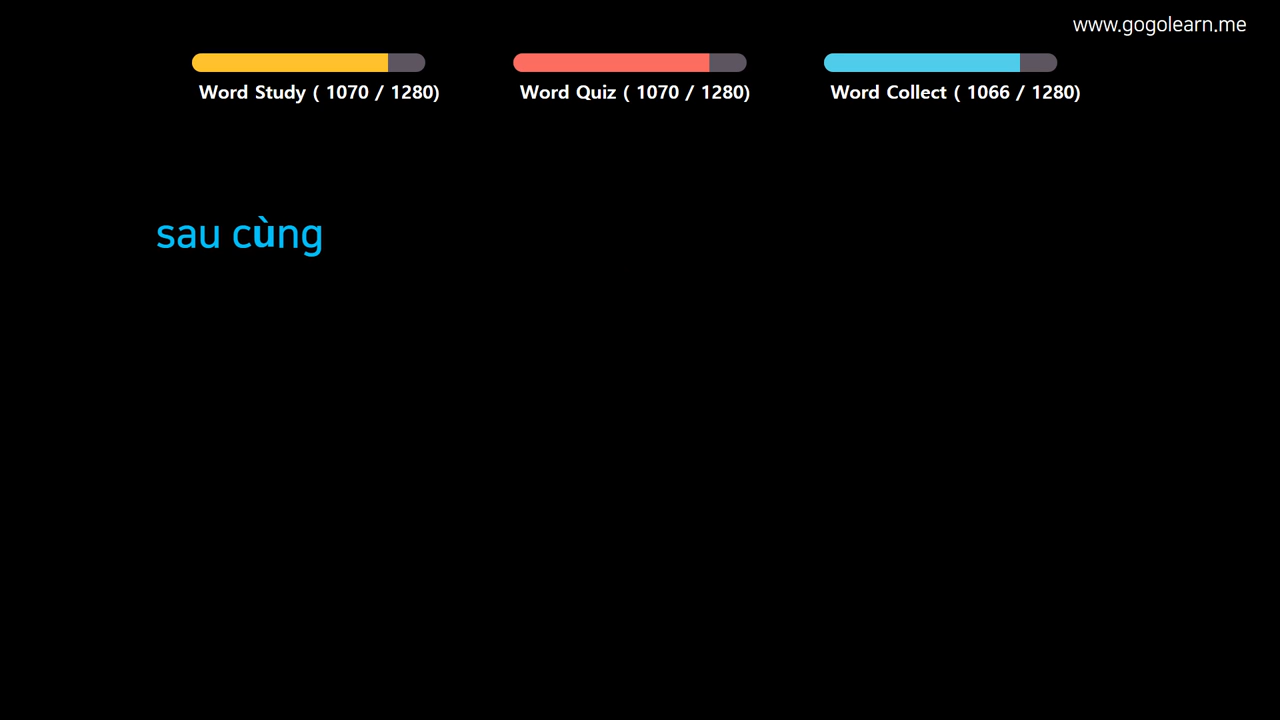 www.gogolearn.me
Word Study ( 1070 / 1280)
Word Quiz ( 1070 / 1280)
Word Collect ( 1066 / 1280)
sau cùng